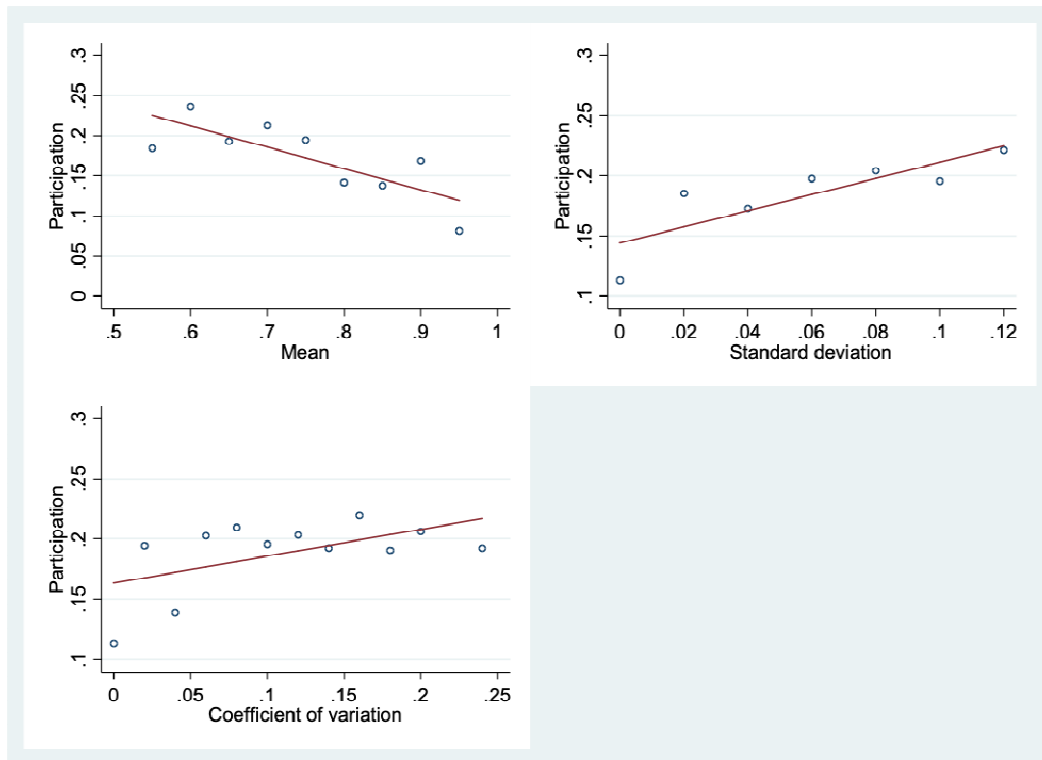 Participation
.3
.25
.2
.15
.1
.05
0
.5 .6 .7 .8 .9 1
Mean
Participation
.3
.25
.2
.15
.1
0 .02 .04 .06 .08 .1 .12
Standard deviation
Participation
.3
.25
.2
.15
.1
0 .05 .1 .15 .2 .25
Coefficient of variation